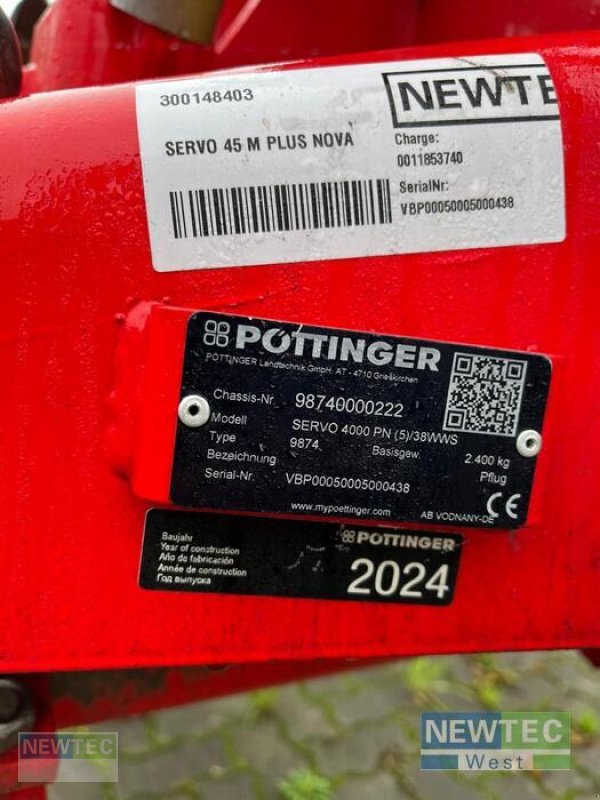 300148403
NEWTE
SERVO 45 M PLUS NOVA
Charge:
0011853740
SerialNr:
VBP00050005000438
PÖTTINGER
PÖTTINGER Landtechnik GmbH, AT - 4710 Grieskirchen
Chassis-Nr. 98740000222
Modell SERVO 4000 PN (5)/38WWS
Type 9874 Basisgew. 2.400 kg
Bezeichnung Pflug
Serial-Nr. VBP00050005000438
www.mypoettinger.com AB VODNANY-DE CE
Baujahr
Year of construction
Año de fabricación
Année de construction
Год выпуска
PÖTTINGER
2024
NEWTEC
West
NEWTEC
West